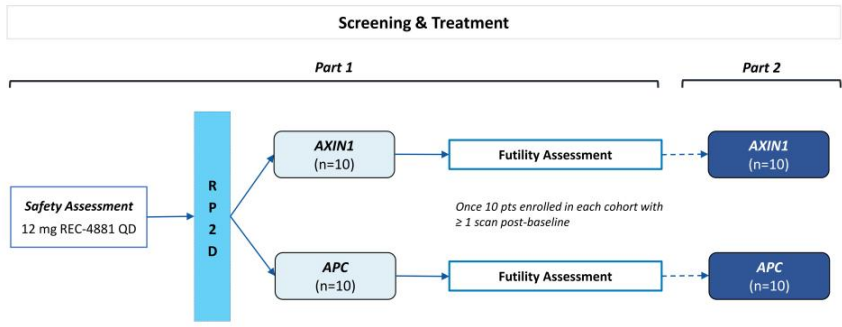 Screening & Treatment
Part 1
Part 2
Safety Assessment
12 mg REC-4881 QD
R
P
2
D
AXIN1
(n=10)
Futility Assessment
AXIN1
(n=10)
Once 10 pts enrolled in each cohort with
≥ 1 scan post-baseline
APC
(n=10)
Futility Assessment
APC
(n=10)